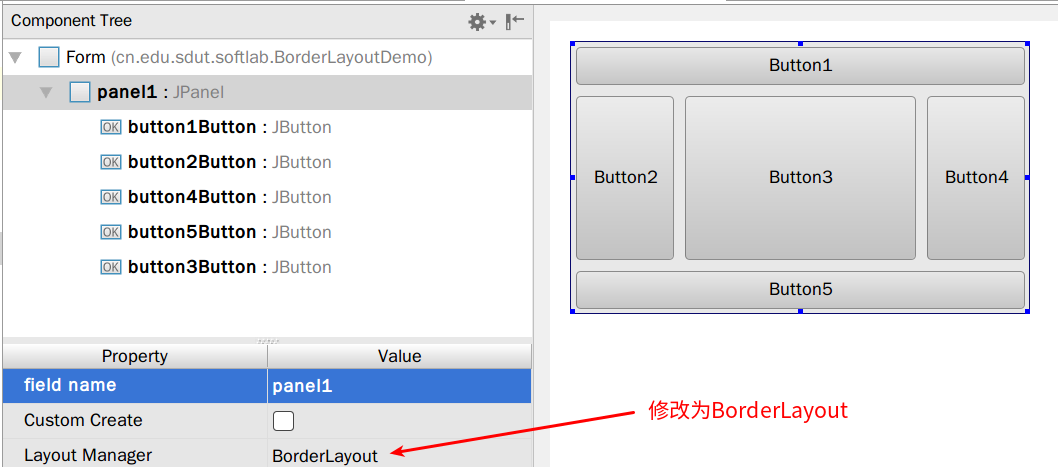 Component Tree
Form (cn.edu.sdut.softlab.BorderLayoutDemo)
panel1 : JPanel
OK button1Button : JButton
OK button2Button : JButton
OK button4Button : JButton
OK button5Button : JButton
OK button3Button : JButton
Property Value
field name panel1
Custom Create
Layout Manager BorderLayout
Button1
Button2 Button3 Button4
Button5
修改为BorderLayout